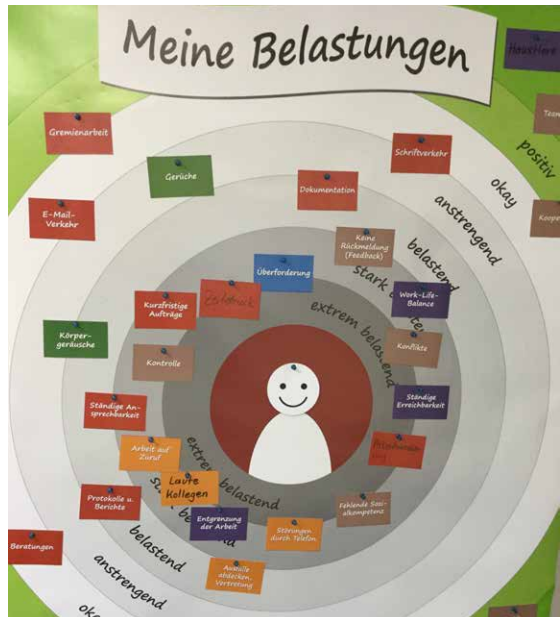 Meine Belastungen
Gremienarbeit
Gerüche
Schriftverkehr
positiv
okay
E-Mail-
Verkehr
Dokumentation
anstrengend
Keine
Rückmeldung
(Feedback)
belastend
Überforderung
stark
Work-Life-
Balance
Kurzfristige
Aufträge
Zeitdruck
extrem belastend
Körper-
geräusche
Kontrolle
Konflikte
Ständige An-
sprechbarkeit
Ständige
Erreichbarkeit
Arbeit auf
Zuruf
extrem belastend
Laute
Kollegen
Protokolle u.
Berichte
Entgrenzung
der Arbeit
Störungen
durch Telefon
Fehlende Sozi-
alkompetenz
Beratungen
belastend
Ausfälle
abdecken,
Vertretung
anstrengend